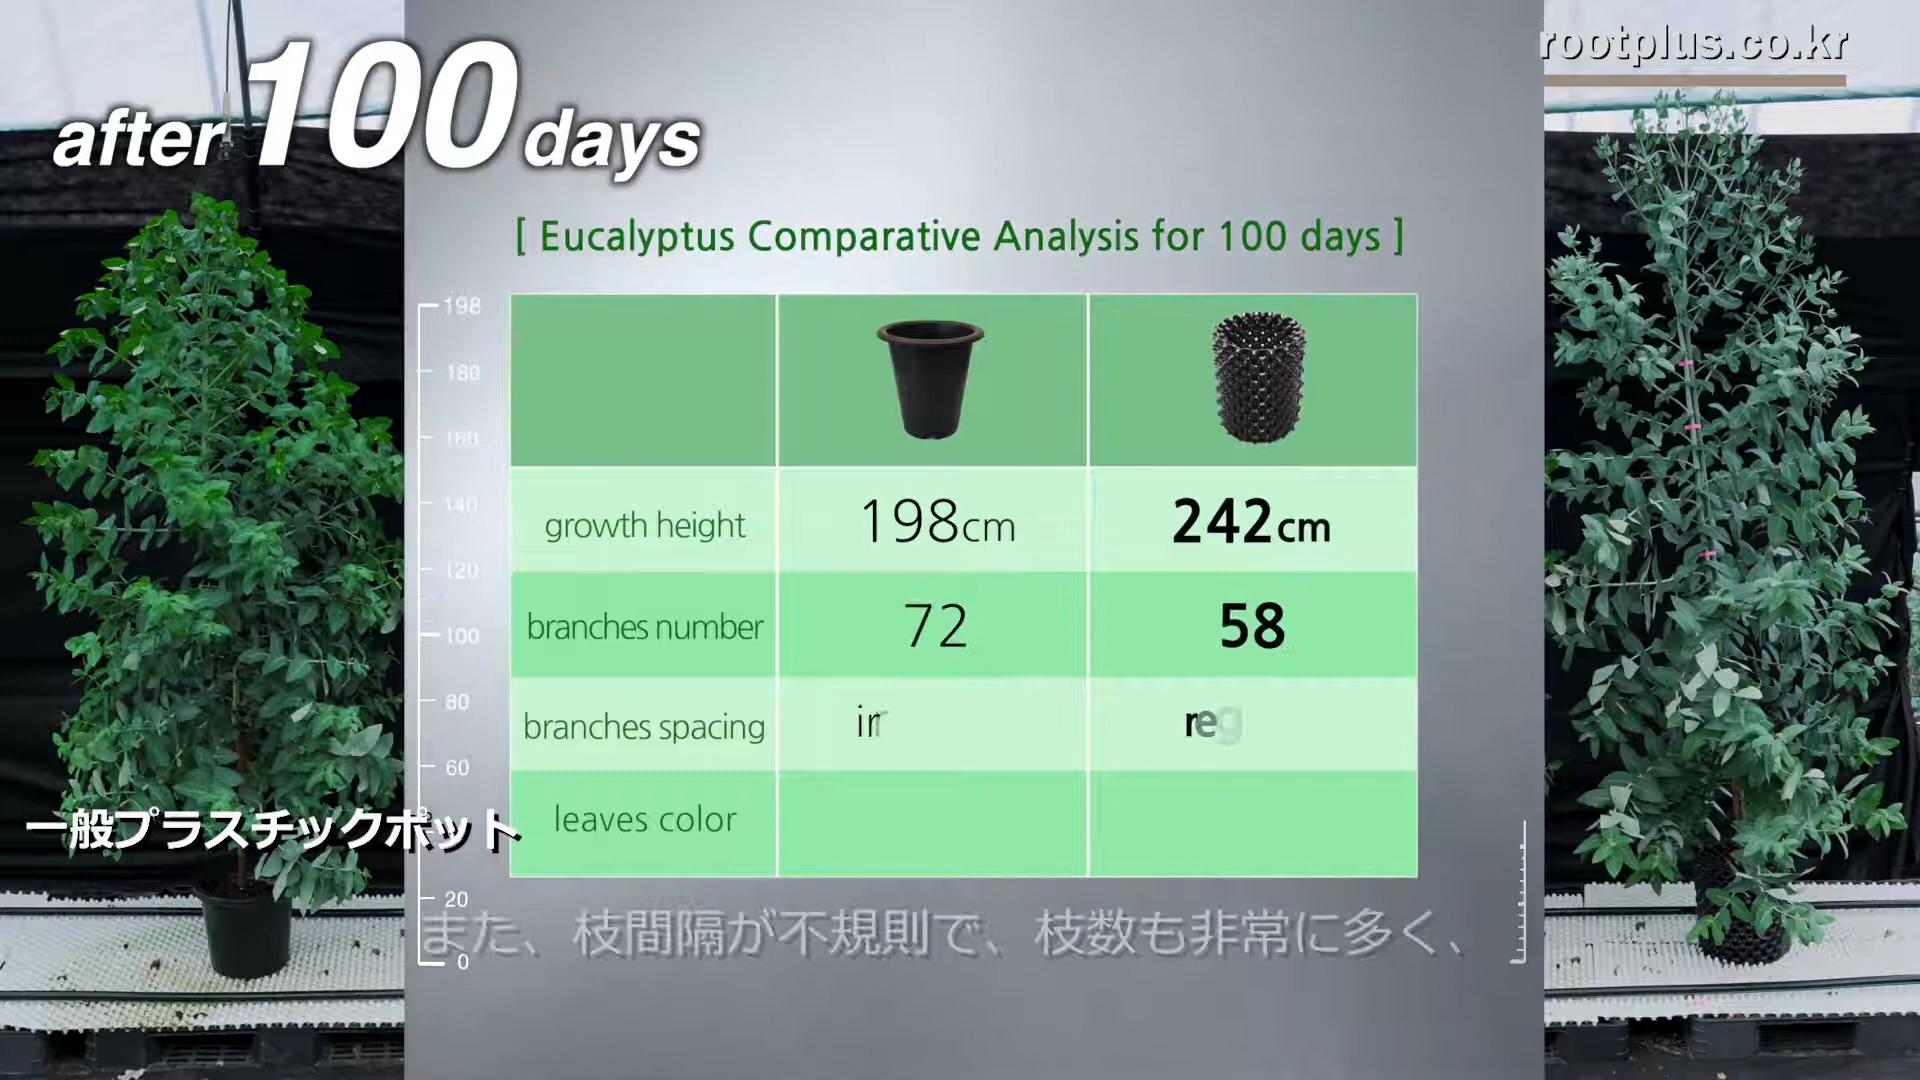 after 100 days
rootplus.co.kr
[ Eucalyptus Comparative Analysis for 100 days ]
198
180
160
140
120
100
80
60
20
0
growth height 198cm 242cm
branches number 72 58
branches spacing ir reg
leaves color
一般プラスチックポット
また、枝間隔が不規則で、枝数も非常に多く、